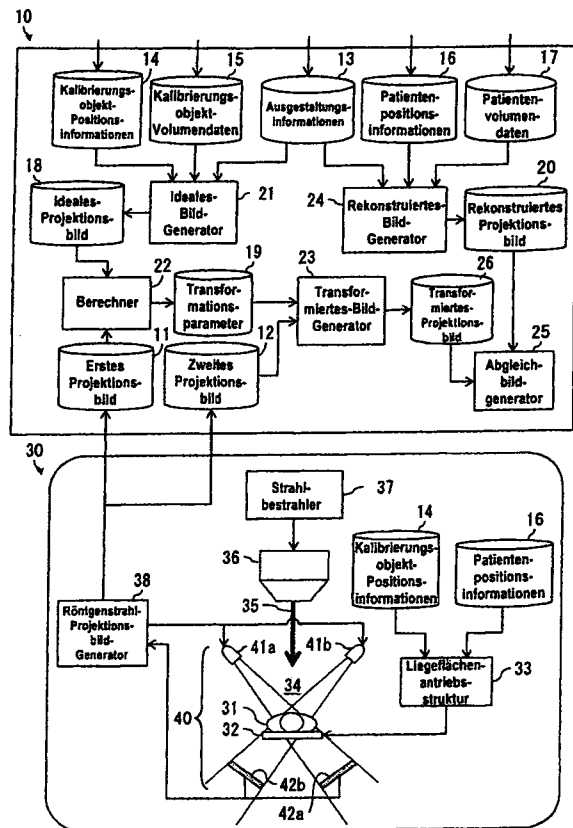 10
14
15
13
16
17
Kalibrierungs-
objekt-
Positions-
informationen
Kalibrierungs-
objekt-
Volumendaten
Ausgestaltungs-
informationen
Patienten-
positions-
informationen
Patienten-
volumen-
daten
18
20
Ideales-
Projektions-
bild
Ideales-
Bild-
Generator
21
24
Rekonstruiertes-
Bild-
Generator
Rekonstruiertes
Projektions-
bild
22
19
23
26
Berechner
Transfor-
mations-
parameter
Transformiertes-Bild-
Generator
Transfor-
miertes-
Projektions-
bild
11
12
25
Erstes
Projektions-
bild
Zweites
Projektions-
bild
Abgleich-
bild-
generator
30
Strahl-
bestrahler
37
14
16
36
Kalibrierungs-
objekt-
Positions-
informationen
Patienten-
positions-
informationen
38
35
Röntgenstrahl-
Projektions-
bild-
Generator
41a
41b
34
Liegeflächen-
antriebs-
struktur
33
40
31
32
42b
42a